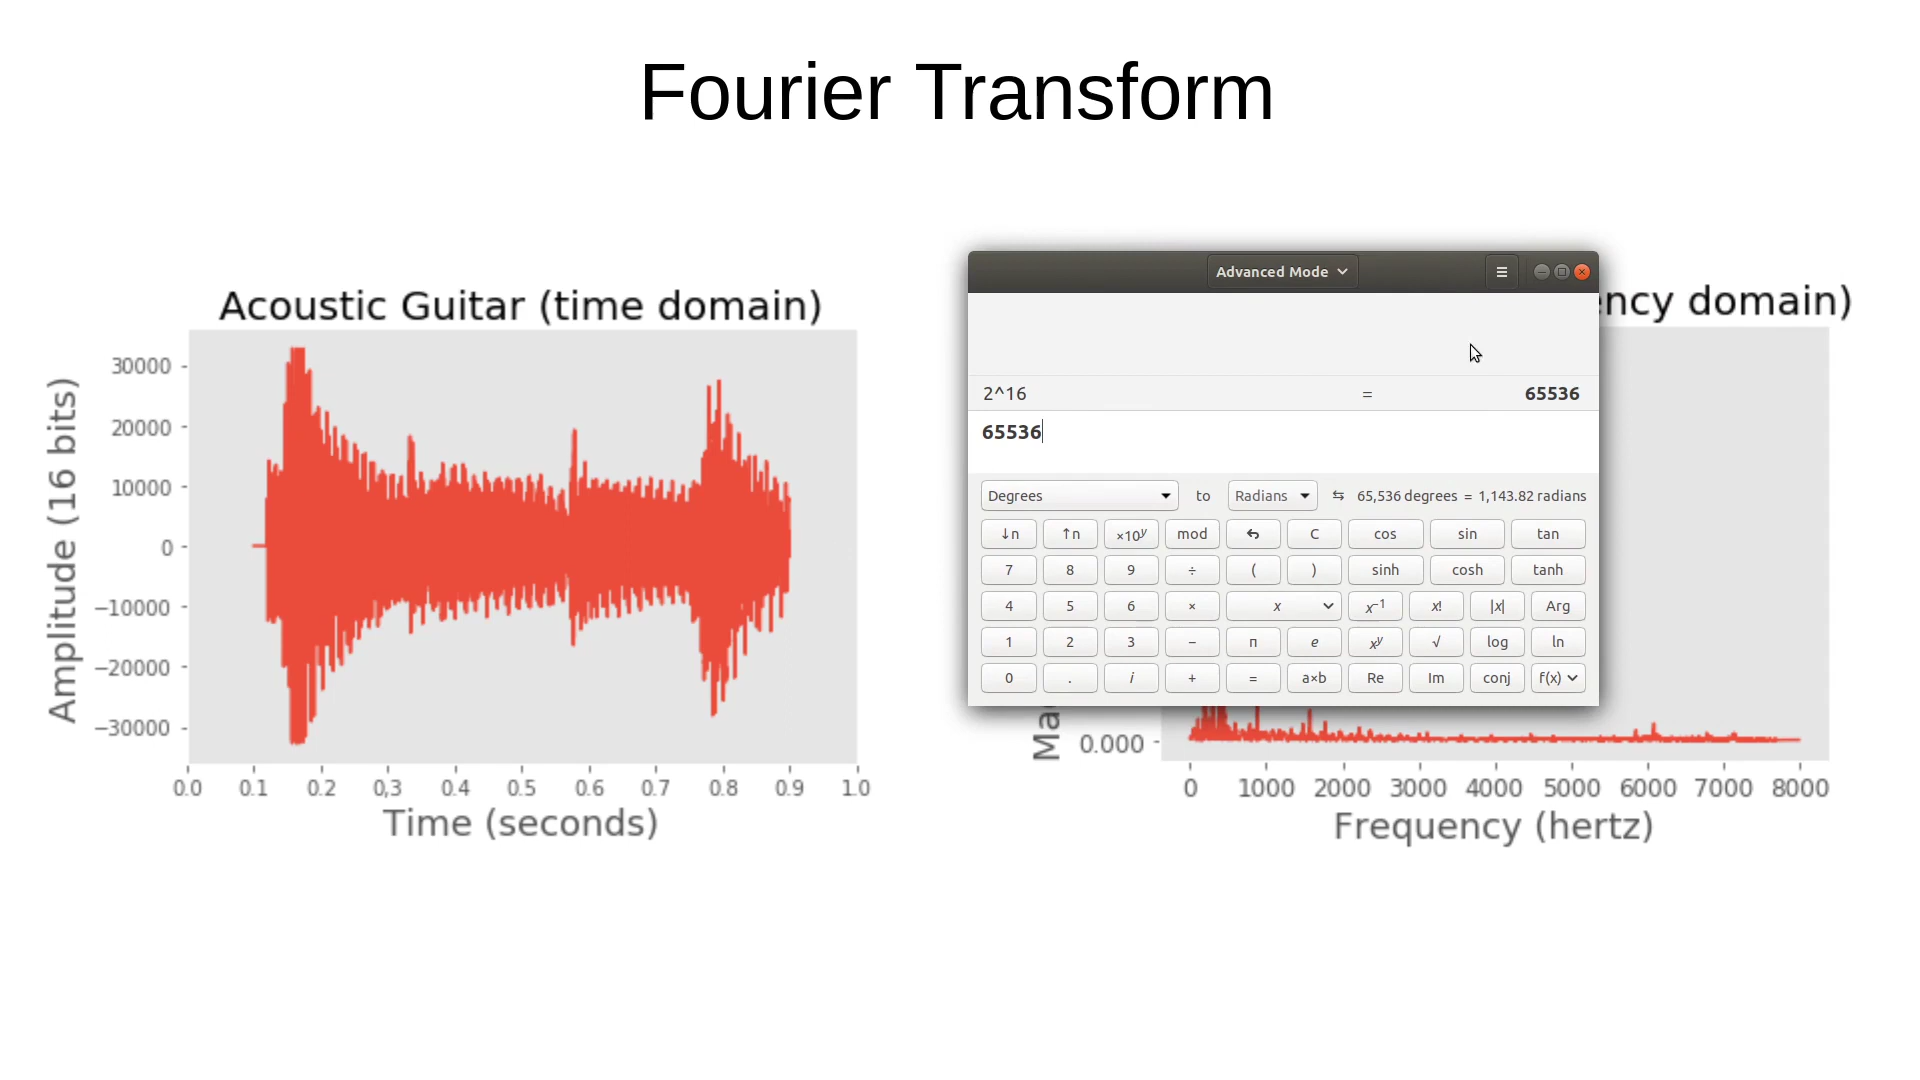 Fourier Transform
Acoustic Guitar (time domain)
Amplitude (16 bits)
30000
20000
10000
0
−10000
−20000
−30000
0.0 0.1 0.2 0,3 0.4 0.5 0.6 0.7 0.8 0.9 1.0
Time (seconds)
Advanced Mode
2^16 = 65536
65536
Degrees to Radians ⇆ 65,536 degrees = 1,143.82 radians
↓n ↑n ×10^y mod C cos sin tan
7 8 9 ÷ ( ) sinh cosh tanh
4 5 6 × x x⁻¹ x! |x| Arg
1 2 3 − π e x^y √ log ln
0 . i + = a×b Re Im conj f(x)
domain)
0.000
0 1000 2000 3000 4000 5000 6000 7000 8000
Frequency (hertz)